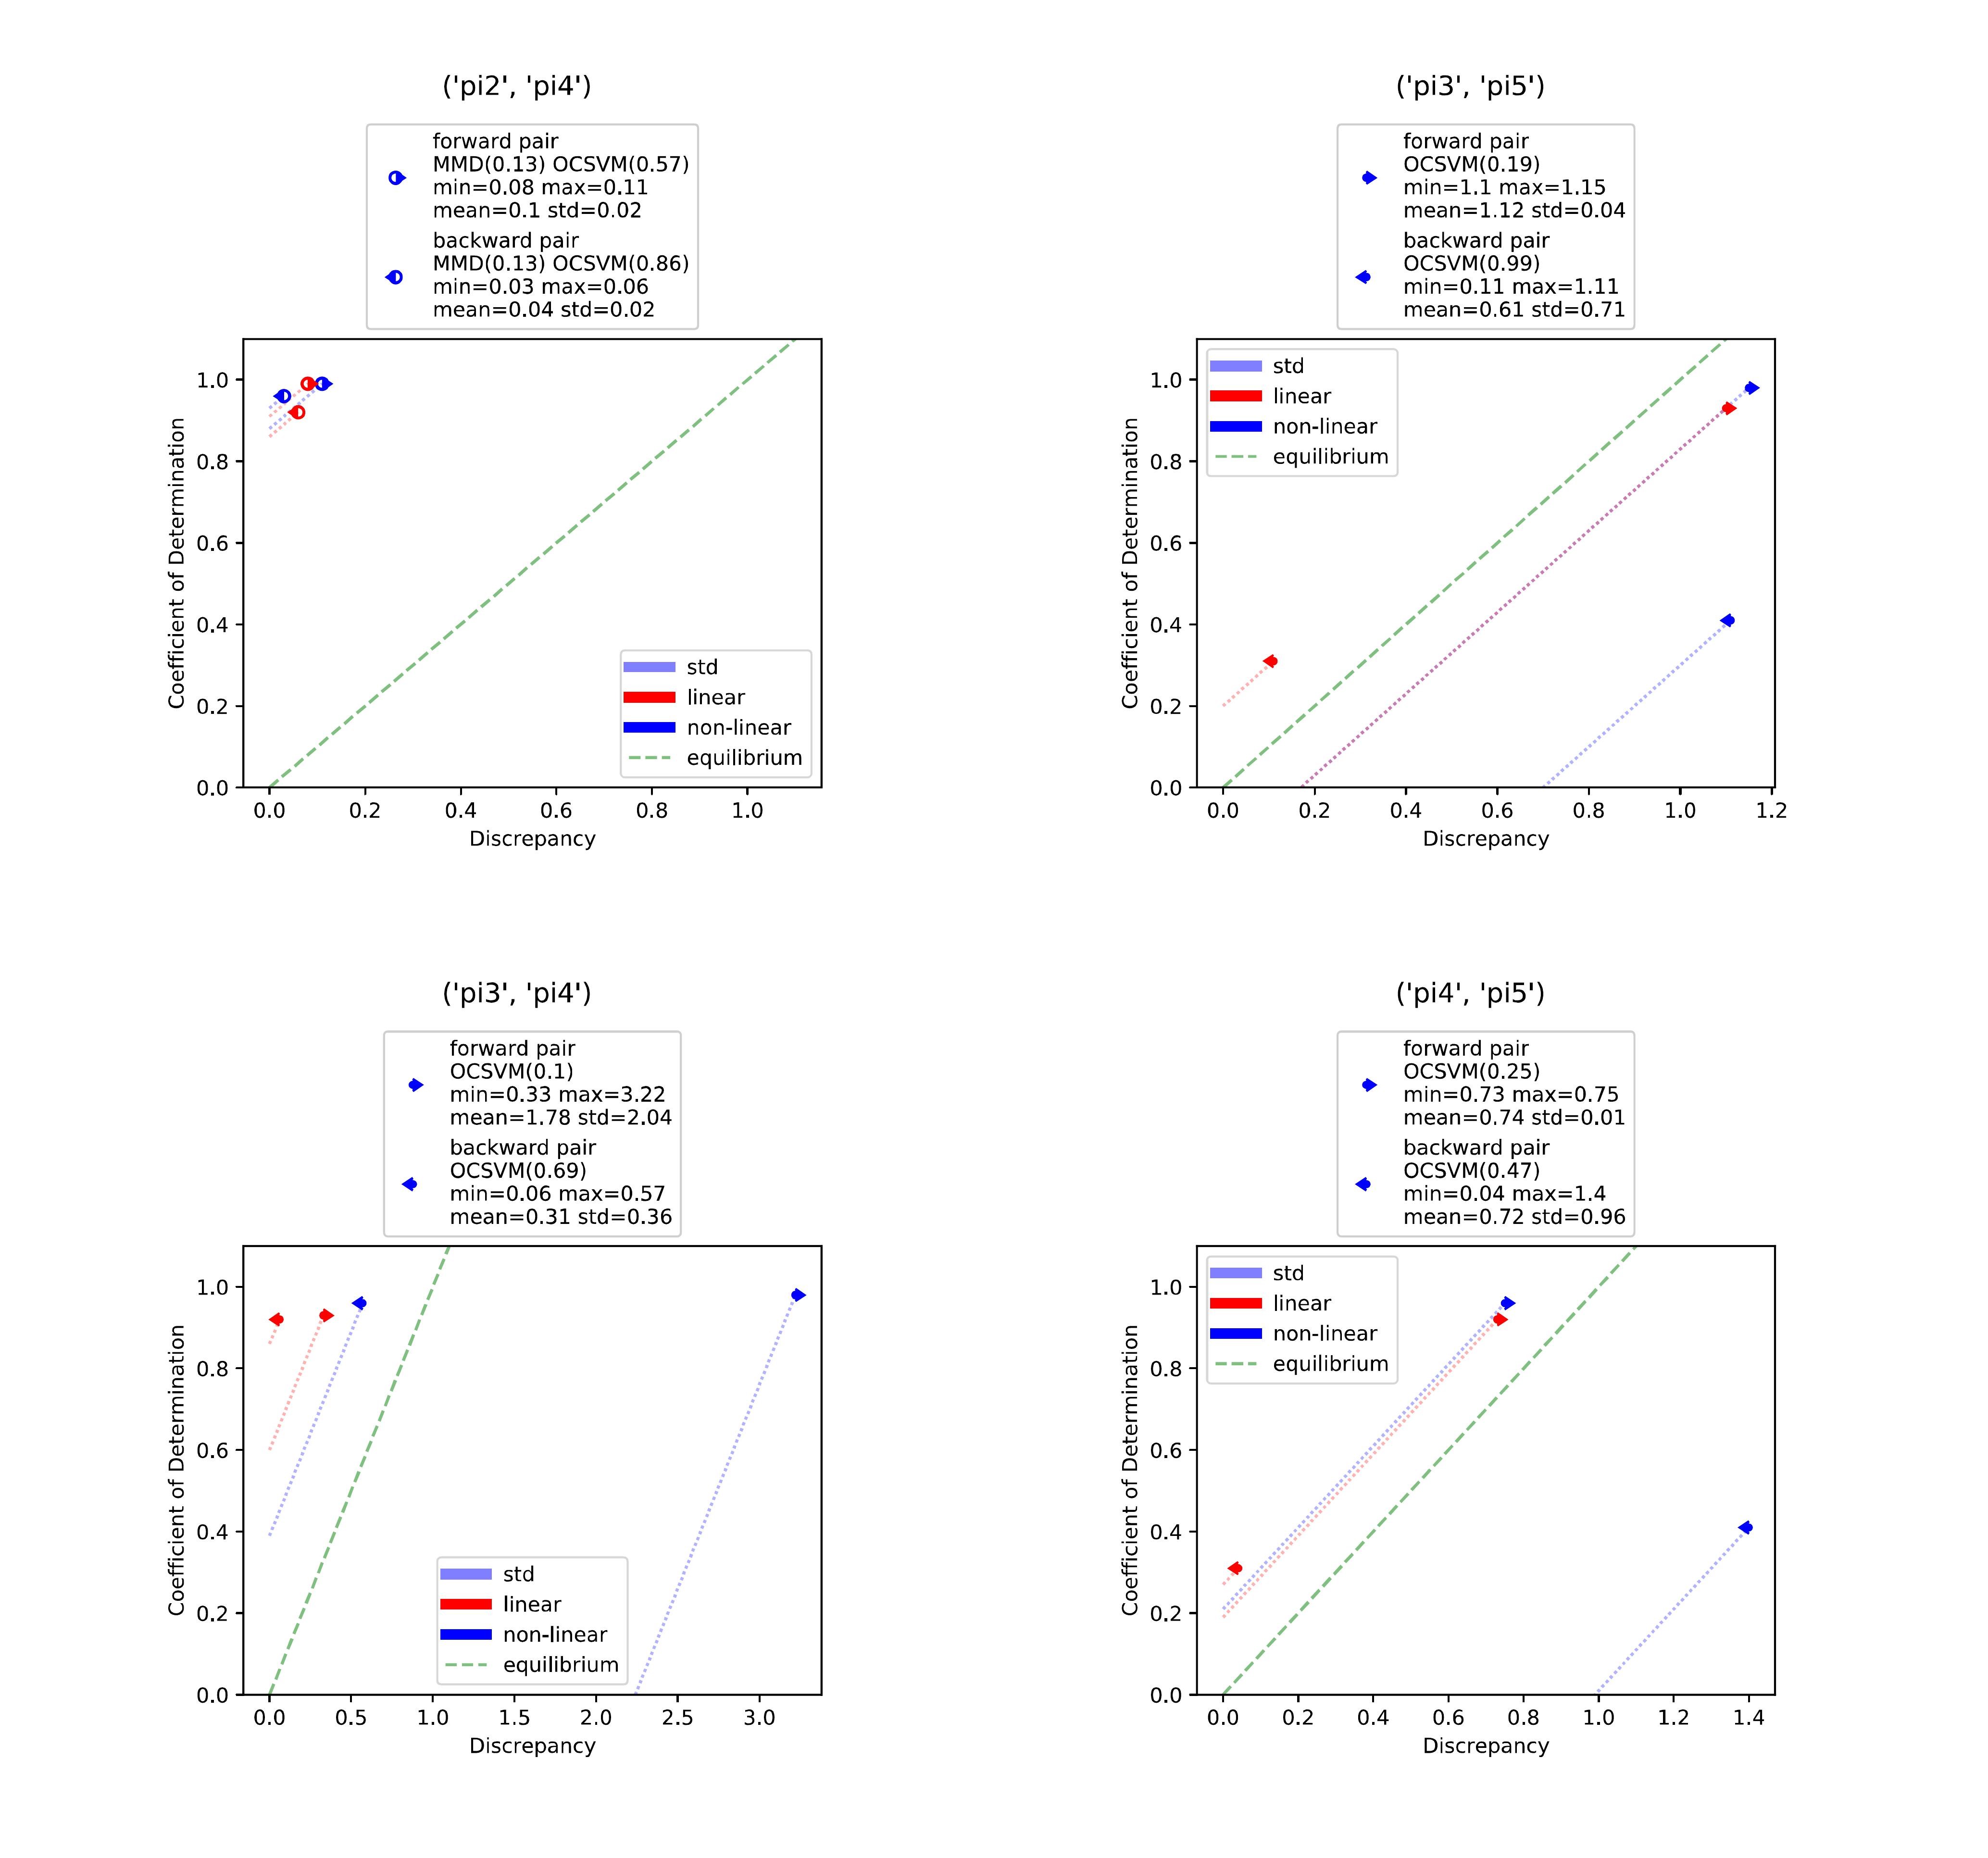 ('pi2', 'pi4')
forward pair
MMD(0.13) OCSVM(0.57)
min=0.08 max=0.11
mean=0.1 std=0.02
backward pair
MMD(0.13) OCSVM(0.86)
min=0.03 max=0.06
mean=0.04 std=0.02
1.0
0.8
0.6
0.4
0.2
0.0
Coefficient of Determination
std
linear
non-linear
equilibrium
0.0 0.2 0.4 0.6 0.8 1.0
Discrepancy
('pi3', 'pi5')
forward pair
OCSVM(0.19)
min=1.1 max=1.15
mean=1.12 std=0.04
backward pair
OCSVM(0.99)
min=0.11 max=1.11
mean=0.61 std=0.71
std
linear
non-linear
equilibrium
1.0
0.8
0.6
0.4
0.2
0.0
Coefficient of Determination
0.0 0.2 0.4 0.6 0.8 1.0 1.2
Discrepancy
('pi3', 'pi4')
forward pair
OCSVM(0.1)
min=0.33 max=3.22
mean=1.78 std=2.04
backward pair
OCSVM(0.69)
min=0.06 max=0.57
mean=0.31 std=0.36
1.0
0.8
0.6
0.4
0.2
0.0
Coefficient of Determination
std
linear
non-linear
equilibrium
0.0 0.5 1.0 1.5 2.0 2.5 3.0
Discrepancy
('pi4', 'pi5')
forward pair
OCSVM(0.25)
min=0.73 max=0.75
mean=0.74 std=0.01
backward pair
OCSVM(0.47)
min=0.04 max=1.4
mean=0.72 std=0.96
std
linear
non-linear
equilibrium
1.0
0.8
0.6
0.4
0.2
0.0
Coefficient of Determination
0.0 0.2 0.4 0.6 0.8 1.0 1.2 1.4
Discrepancy